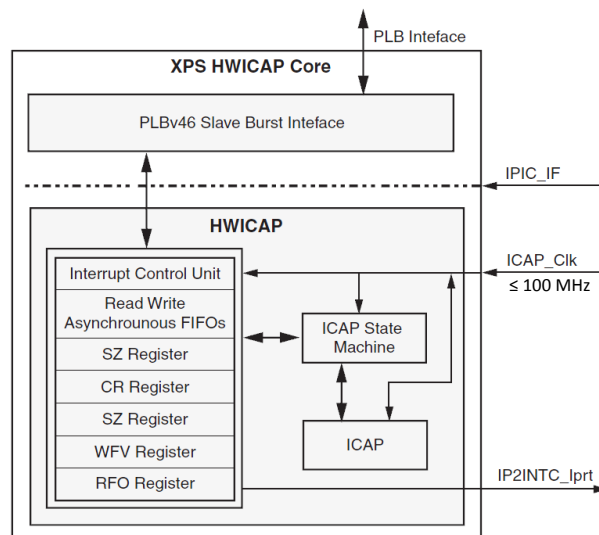 PLB Inteface
XPS HWICAP Core
PLBv46 Slave Burst Inteface
IPIC_IF
HWICAP
ICAP_Clk
≤ 100 MHz
Interrupt Control Unit
Read Write
Asynchrounous FIFOs
SZ Register
CR Register
SZ Register
WFV Register
RFO Register
ICAP State
Machine
ICAP
IP2INTC_Iprt